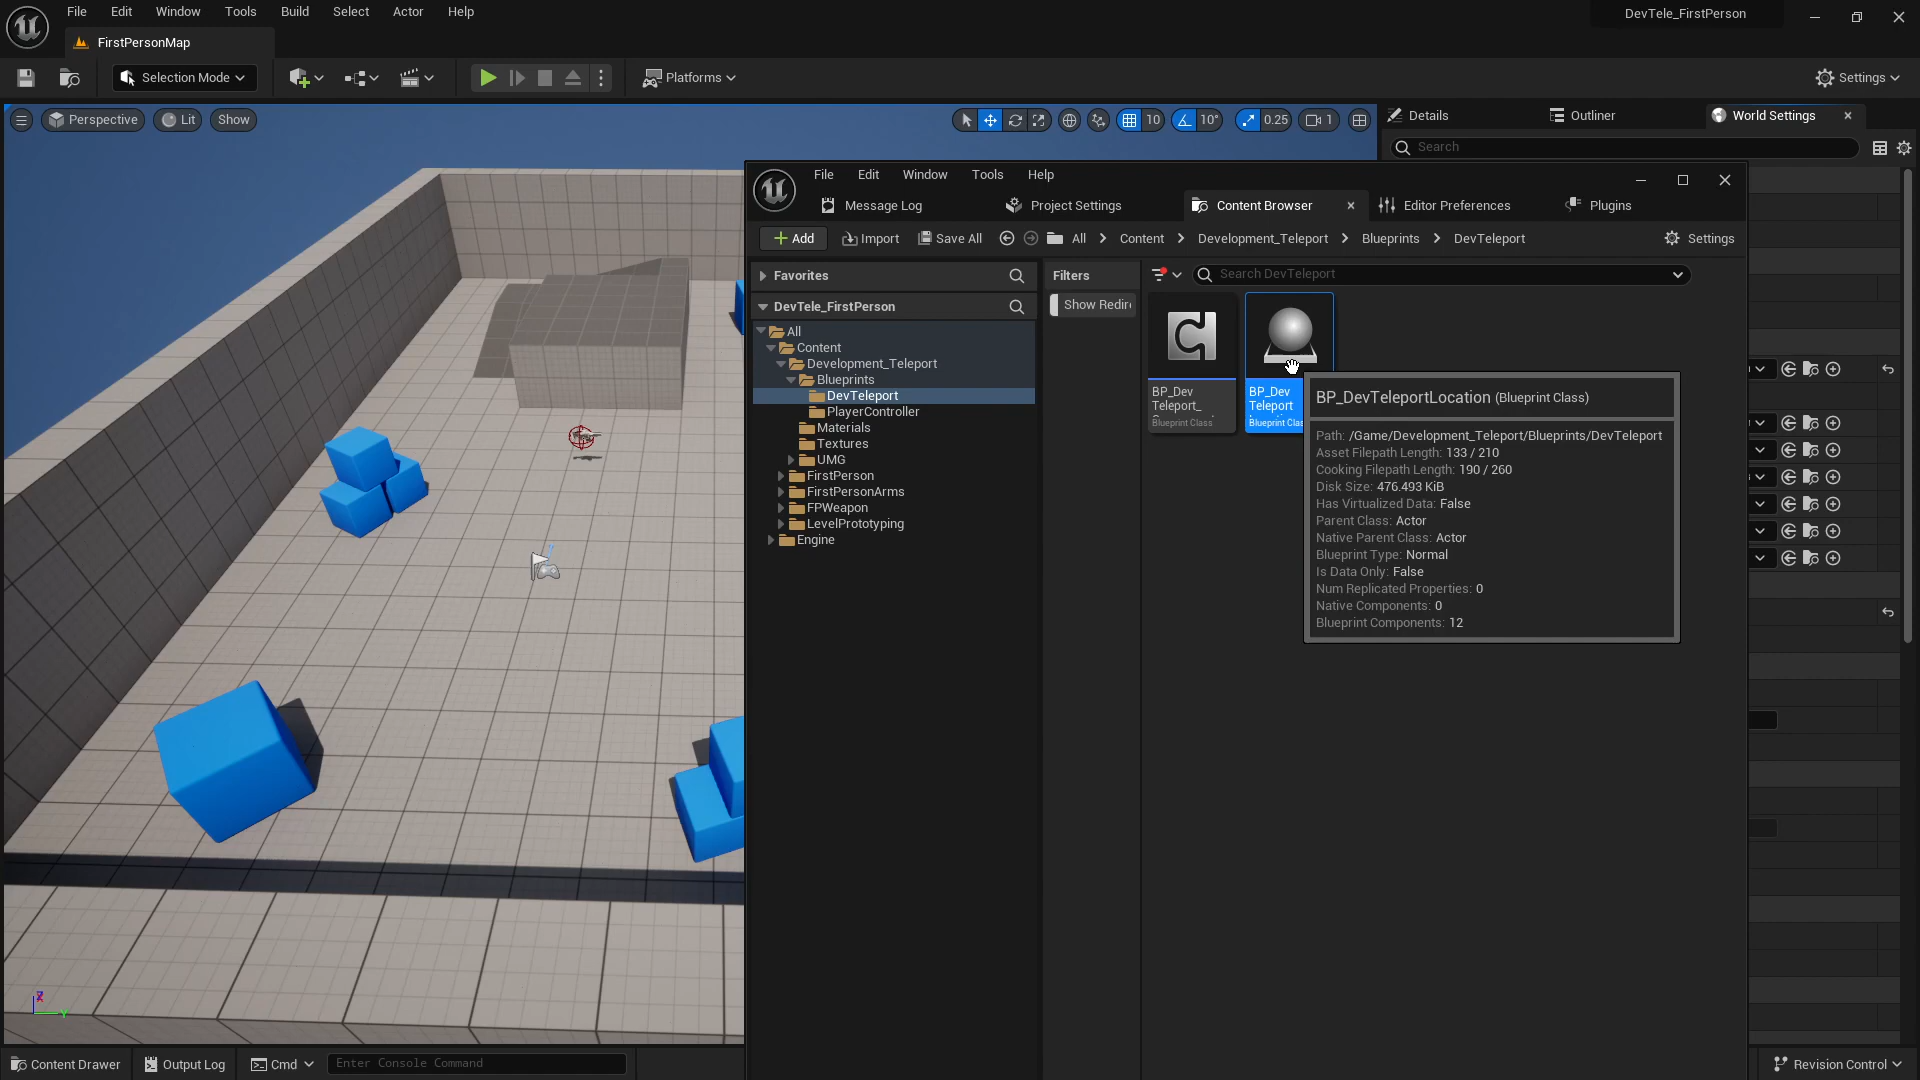 File Edit Window Tools Build Select Actor Help
DevTele_FirstPerson
FirstPersonMap
Selection Mode
Platforms
Settings
Perspective
Lit
Show
10
10°
0.25
1
Details
Outliner
World Settings
Search
File Edit Window Tools Help
Message Log
Project Settings
Content Browser
Editor Preferences
Plugins
Add
Import
Save All
All
Content
Development_Teleport
Blueprints
DevTeleport
Settings
Favorites
DevTele_FirstPerson
All
Content
Development_Teleport
Blueprints
DevTeleport
PlayerController
Materials
Textures
UMG
FirstPerson
FirstPersonArms
FPWeapon
LevelPrototyping
Engine
Filters
Show Redir
Search DevTeleport
BP_Dev
Teleport_
Blueprint Class
BP_Dev
Teleport
Blueprint Clas
BP_DevTeleportLocation (Blueprint Class)
Path: /Game/Development_Teleport/Blueprints/DevTeleport
Asset Filepath Length: 133 / 210
Cooking Filepath Length: 190 / 260
Disk Size: 476.493 KiB
Has Virtualized Data: False
Parent Class: Actor
Native Parent Class: Actor
Blueprint Type: Normal
Is Data Only: False
Num Replicated Properties: 0
Native Components: 0
Blueprint Components: 12
Z
Y
Content Drawer
Output Log
Cmd
Enter Console Command
Revision Control